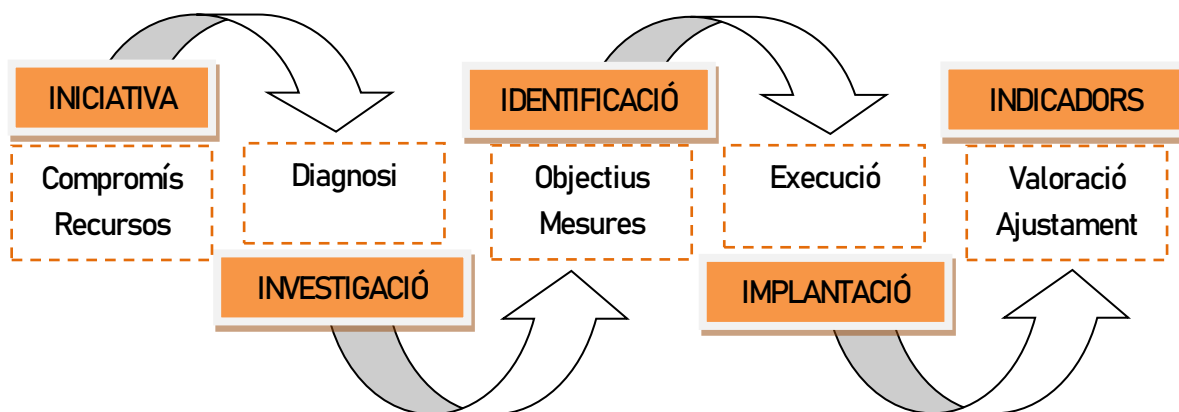 INICIATIVA
Compromís
Recursos
Diagnosi
INVESTIGACIÓ
IDENTIFICACIÓ
Objectius
Mesures
Execució
IMPLANTACIÓ
INDICADORS
Valoració
Ajustament